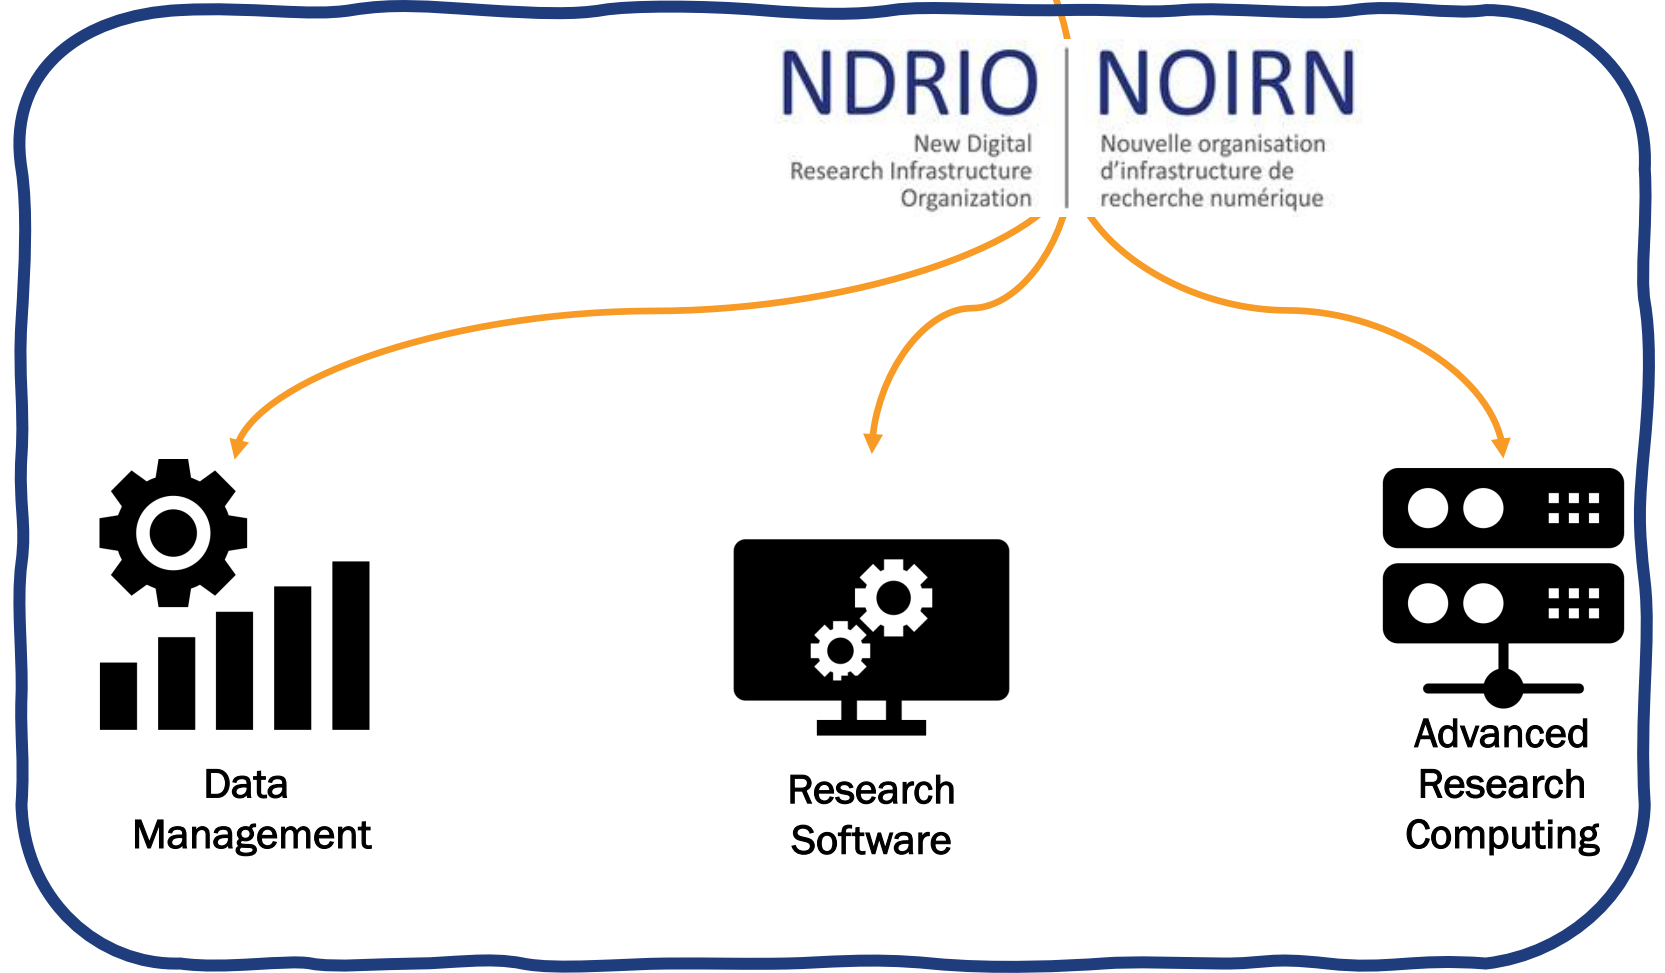 NDRIO
New Digital
Research Infrastructure
Organization
NOIRN
Nouvelle organisation
d'infrastructure de
recherche numérique
Data
Management
Research
Software
Advanced
Research
Computing